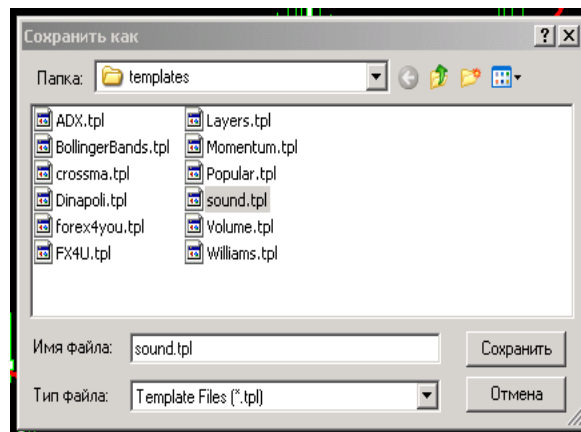 Сохранить как
Папка: templates
ADX.tpl
BollingerBands.tpl
crossma.tpl
Dinapoli.tpl
forex4you.tpl
FX4U.tpl
Layers.tpl
Momentum.tpl
Popular.tpl
sound.tpl
Volume.tpl
Williams.tpl
Имя файла: sound.tpl
Сохранить
Тип файла: Template Files (*.tpl)
Отмена